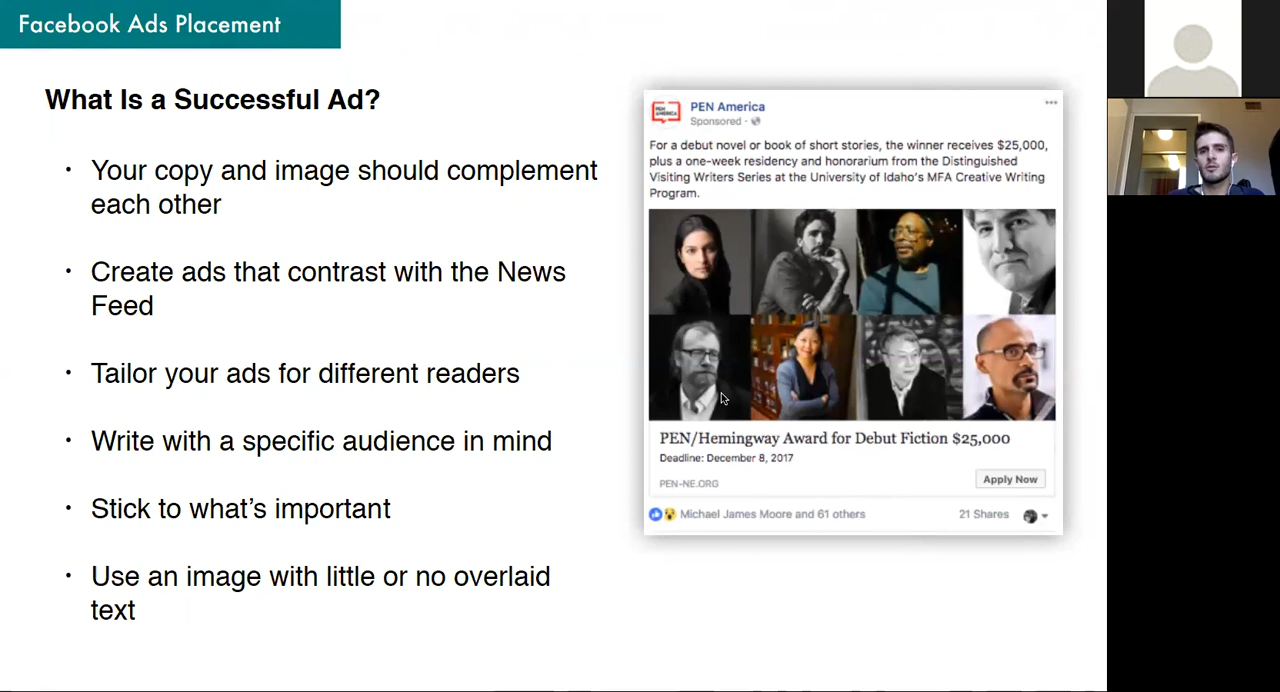 Facebook Ads Placement
What Is a Successful Ad?
• Your copy and image should complement
each other
• Create ads that contrast with the News
Feed
• Tailor your ads for different readers
• Write with a specific audience in mind
• Stick to what’s important
• Use an image with little or no overlaid
text
PEN AMERICA
PEN America
Sponsored ·
For a debut novel or book of short stories, the winner receives $25,000,
plus a one-week residency and honorarium from the Distinguished
Visiting Writers Series at the University of Idaho’s MFA Creative Writing
Program.
PEN/Hemingway Award for Debut Fiction $25,000
Deadline: December 8, 2017
PEN-NE.ORG
Apply Now
Michael James Moore and 61 others
21 Shares